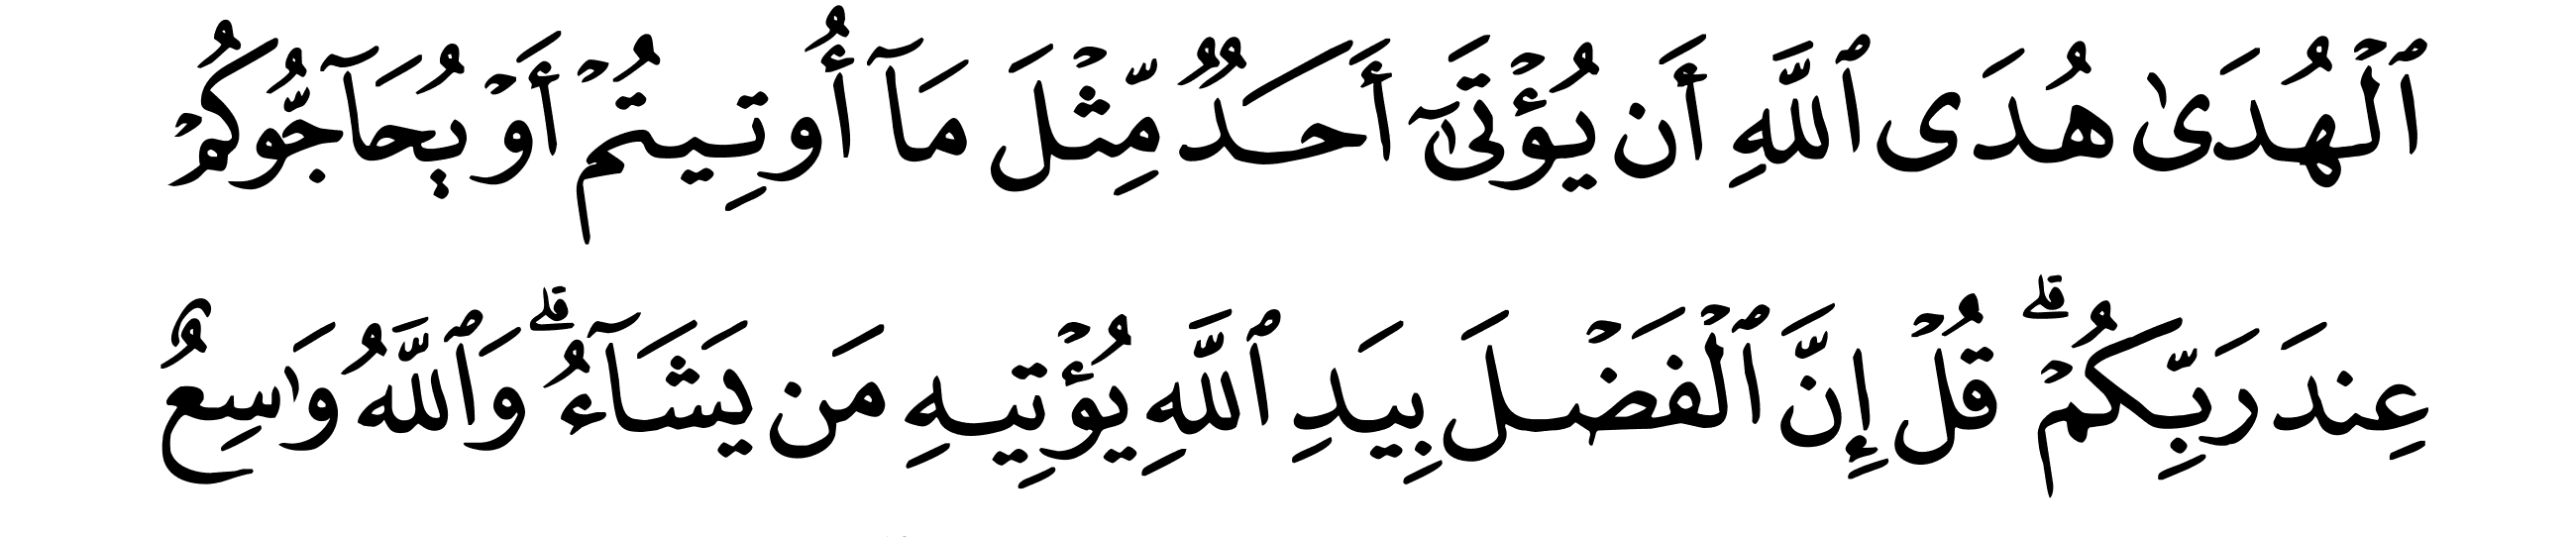 ٱلۡهُدَىٰ هُدَى ٱللَّهِ أَن يُؤۡتَىٰٓ أَحَدٞ مِّثۡلَ مَآ أُوتِيتُمۡ أَوۡ يُحَآجُّوكُمۡ
عِندَ رَبِّكُمۡۗ قُلۡ إِنَّ ٱلۡفَضۡلَ بِيَدِ ٱللَّهِ يُؤۡتِيهِ مَن يَشَآءُۗ وَٱللَّهُ وَٰسِعٌ